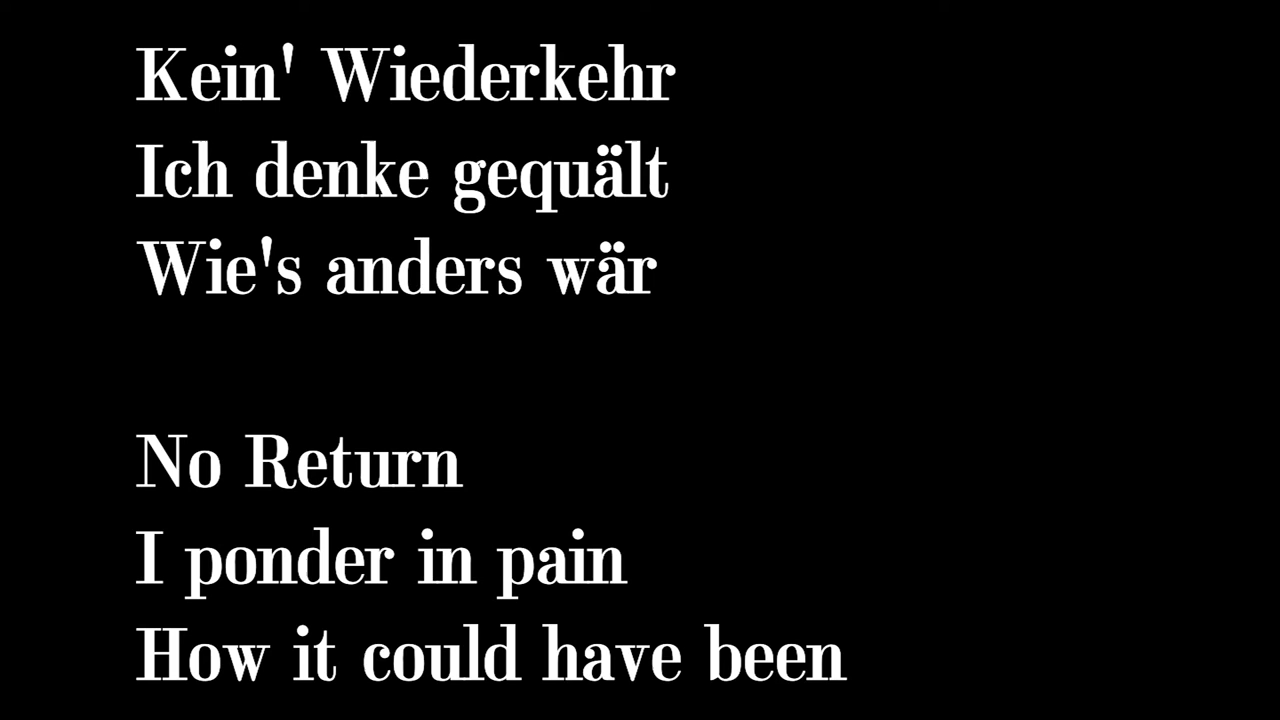 Kein' Wiederkehr
Ich denke gequält
Wie's anders wär
No Return
I ponder in pain
How it could have been